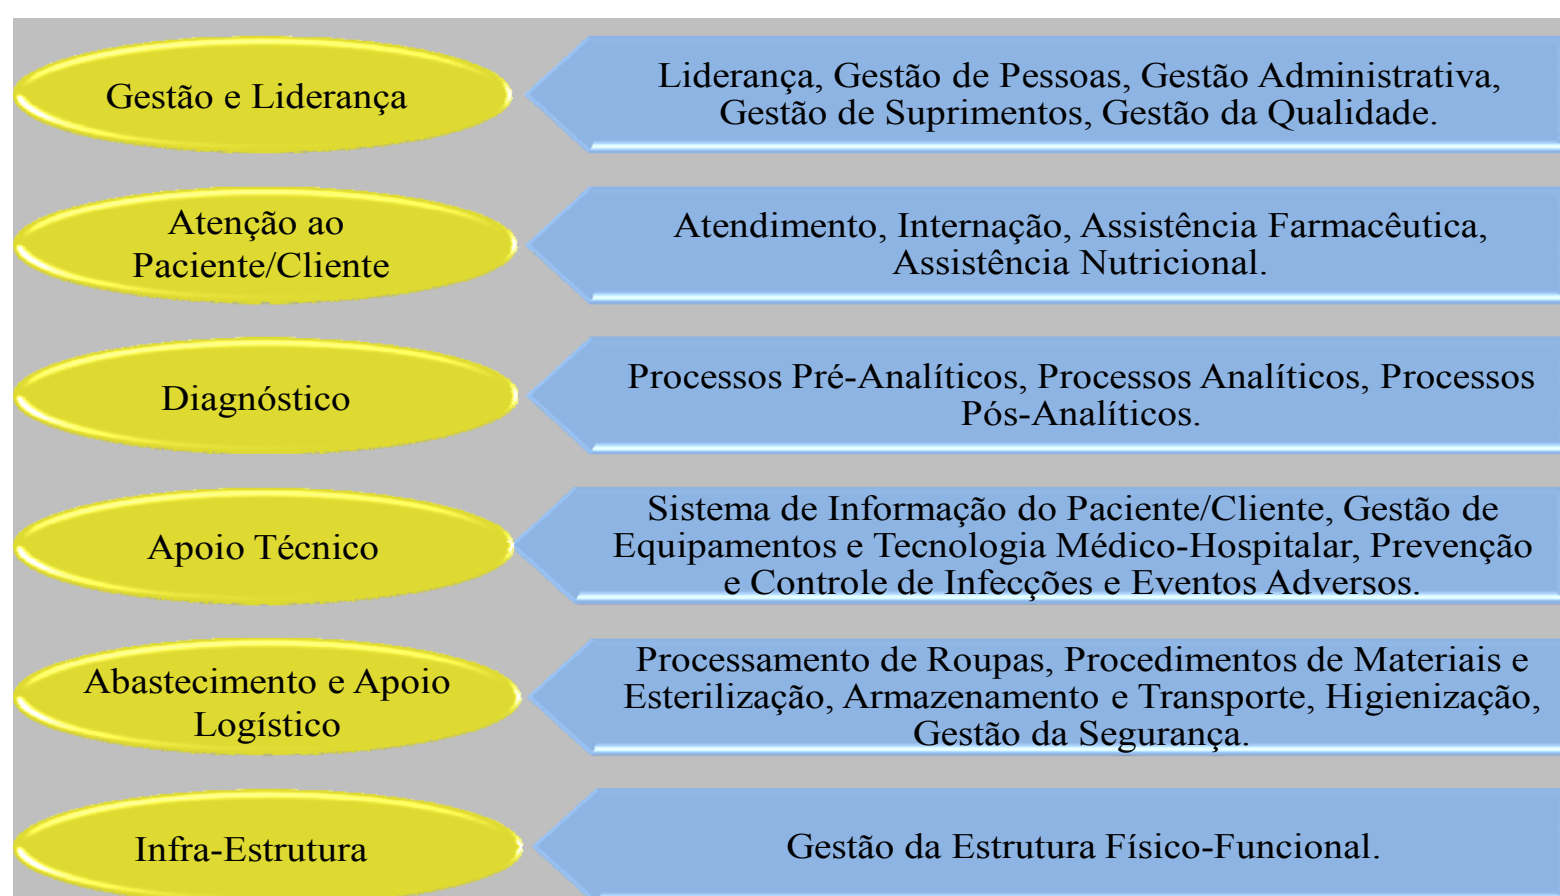 Gestão e Liderança
Liderança, Gestão de Pessoas, Gestão Administrativa,
Gestão de Suprimentos, Gestão da Qualidade.
Atenção ao
Paciente/Cliente
Atendimento, Internação, Assistência Farmacêutica,
Assistência Nutricional.
Diagnóstico
Processos Pré-Analíticos, Processos Analíticos, Processos
Pós-Analíticos.
Apoio Técnico
Sistema de Informação do Paciente/Cliente, Gestão de
Equipamentos e Tecnologia Médico-Hospitalar, Prevenção
e Controle de Infecções e Eventos Adversos.
Abastecimento e Apoio
Logístico
Processamento de Roupas, Procedimentos de Materiais e
Esterilização, Armazenamento e Transporte, Higienização,
Gestão da Segurança.
Infra-Estrutura
Gestão da Estrutura Físico-Funcional.